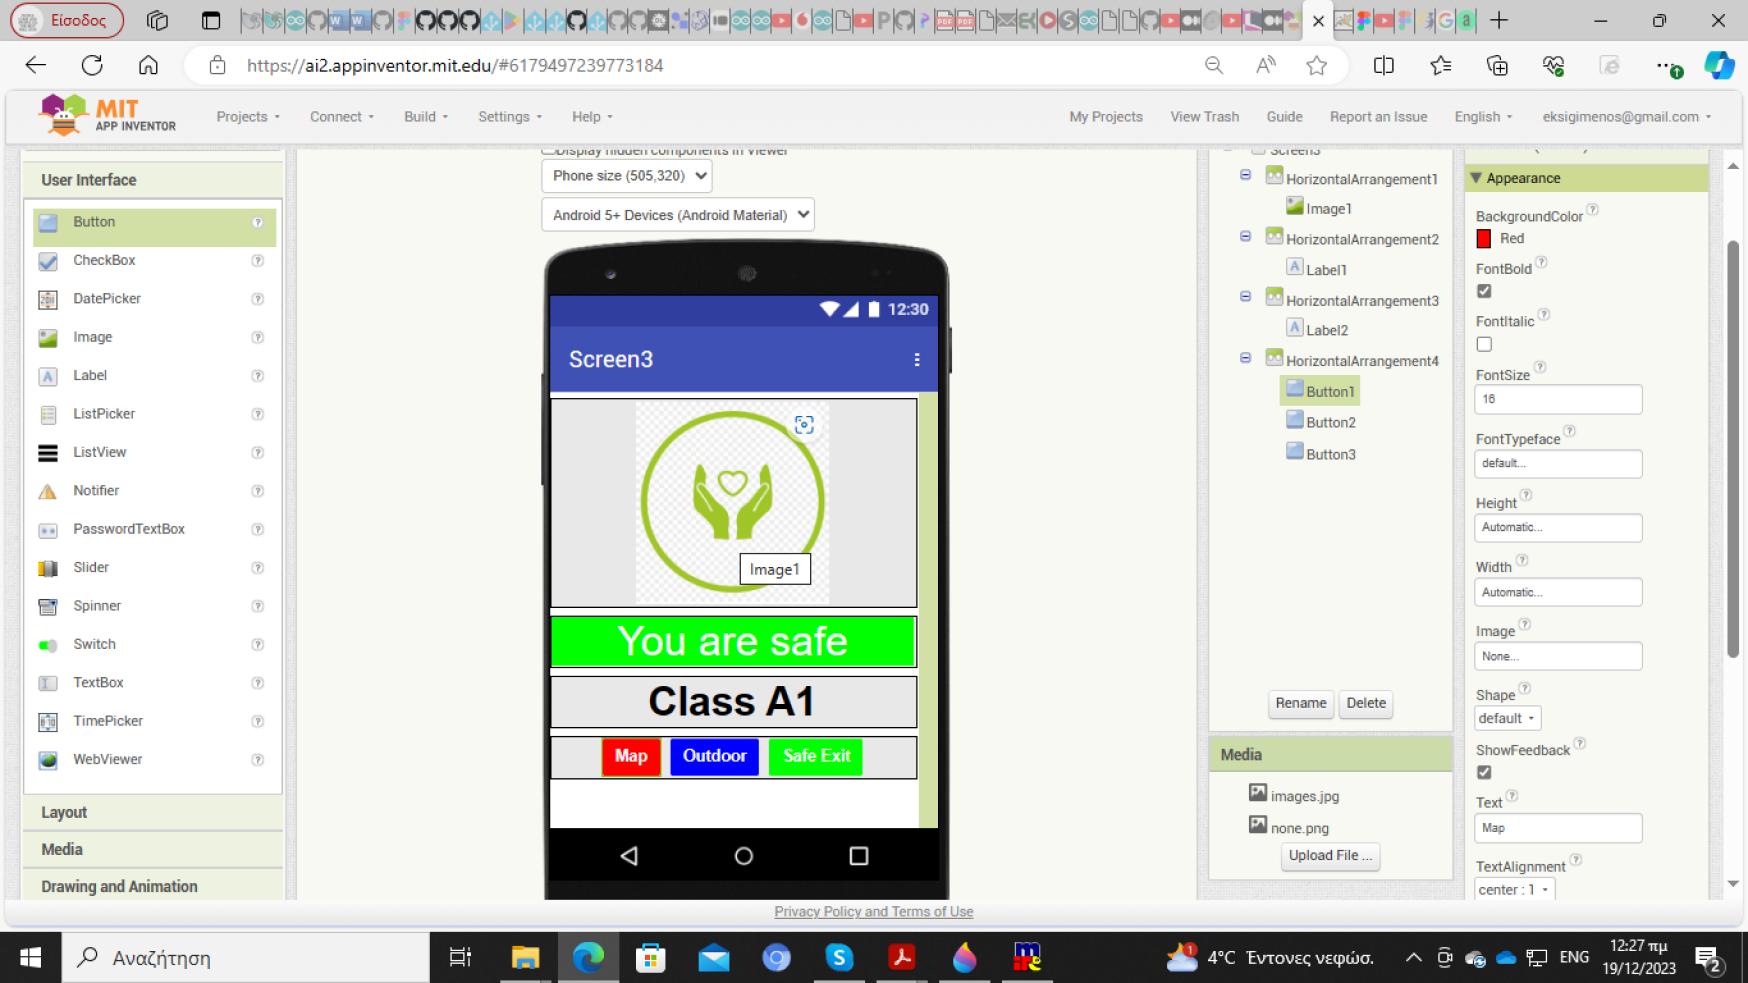 Είσοδος
https://ai2.appinventor.mit.edu/#6179497239773184
MIT
APP INVENTOR
Projects
Connect
Build
Settings
Help
My Projects
View Trash
Guide
Report an Issue
English
eksigimenos@gmail.com
User Interface
Button
CheckBox
DatePicker
Image
Label
ListPicker
ListView
Notifier
PasswordTextBox
Slider
Spinner
Switch
TextBox
TimePicker
WebViewer
Layout
Media
Drawing and Animation
Display hidden components in Viewer
Phone size (505,320)
Android 5+ Devices (Android Material)
12:30
Screen3
Image1
You are safe
Class A1
Map
Outdoor
Safe Exit
Screen3
HorizontalArrangement1
Image1
HorizontalArrangement2
Label1
HorizontalArrangement3
Label2
HorizontalArrangement4
Button1
Button2
Button3
Rename
Delete
Media
images.jpg
none.png
Upload File ...
Appearance
BackgroundColor
Red
FontBold
FontItalic
FontSize
16
FontTypeface
default...
Height
Automatic...
Width
Automatic...
Image
None...
Shape
default
ShowFeedback
Text
Map
TextAlignment
center : 1
Privacy Policy and Terms of Use
Αναζήτηση
4°C Έντονες νεφώσ.
ENG
12:27 πμ
19/12/2023
2